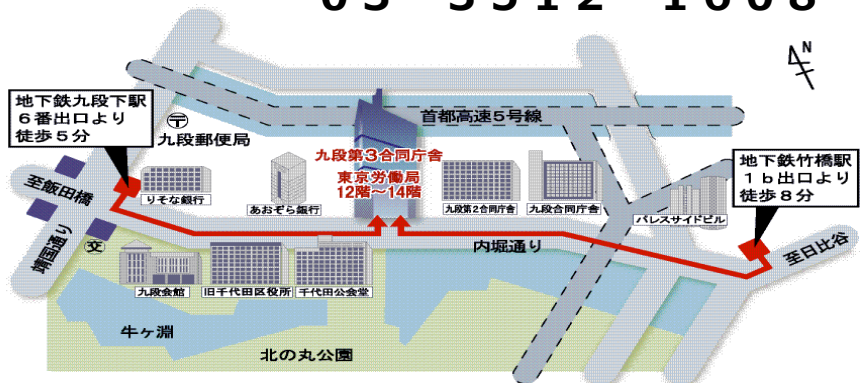 03 3512 1608
N
地下鉄九段下駅
6番出口より
徒歩5分
〒
九段郵便局
首都高速5号線
九段第3合同庁舎
東京労働局
12階～14階
地下鉄竹橋駅
1b出口より
徒歩8分
至飯田橋
りそな銀行
あおぞら銀行
九段第2合同庁舎
九段合同庁舎
パレスサイドビル
靖国通り
文
内堀通り
至日比谷
九段会館
旧千代田区役所
千代田公会堂
牛ヶ淵
北の丸公園